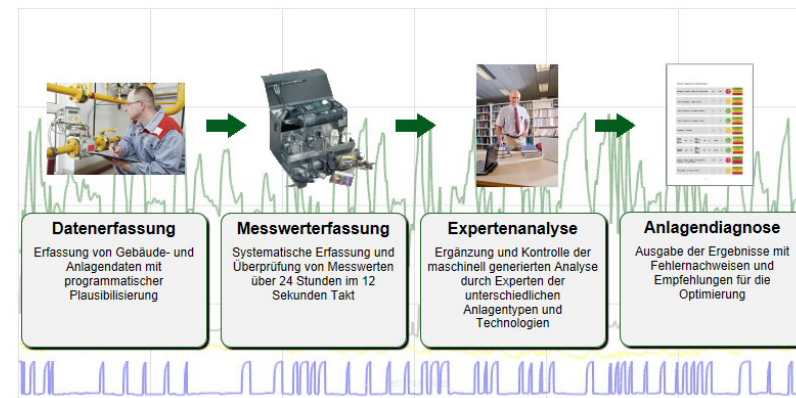 Datenerfassung
Erfassung von Gebäude- und
Anlagendaten mit
programmatischer
Plausibilisierung
Messwerterfassung
Systematische Erfassung und
Überprüfung von Messwerten
über 24 Stunden im 12
Sekunden Takt
Expertenanalyse
Ergänzung und Kontrolle der
maschinell generierten Analyse
durch Experten der
unterschiedlichen
Anlagentypen und
Technologien
Anlagendiagnose
Ausgabe der Ergebnisse mit
Fehlernachweisen und
Empfehlungen für die
Optimierung